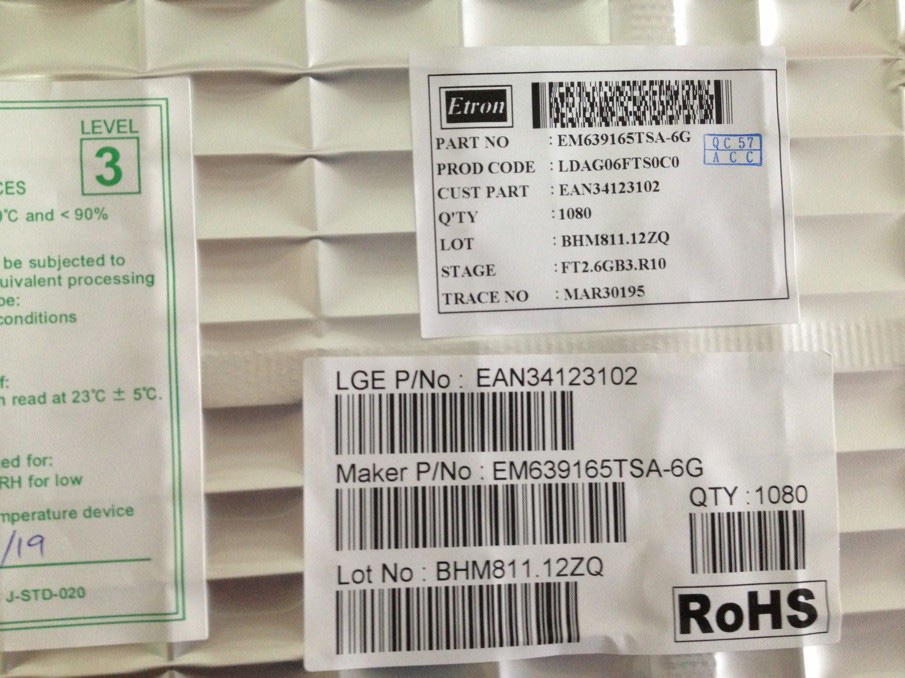 LEVEL
3
CES
℃ and < 90%
be subjected to
uivalent processing
be:
conditions
f:
n read at 23℃ ± 5℃.
ed for:
RH for low
mperature device
/19
J-STD-020
Etron
PART NO : EM639165TSA-6G
QC 57
ACC
PROD CODE : LDAG06FTS0C0
CUST PART : EAN34123102
Q'TY : 1080
LOT : BHM811.12ZQ
STAGE : FT2.6GB3.R10
TRACE NO : MAR30195
LGE P/No : EAN34123102
Maker P/No : EM639165TSA-6G
QTY : 1080
Lot No : BHM811.12ZQ
RoHS